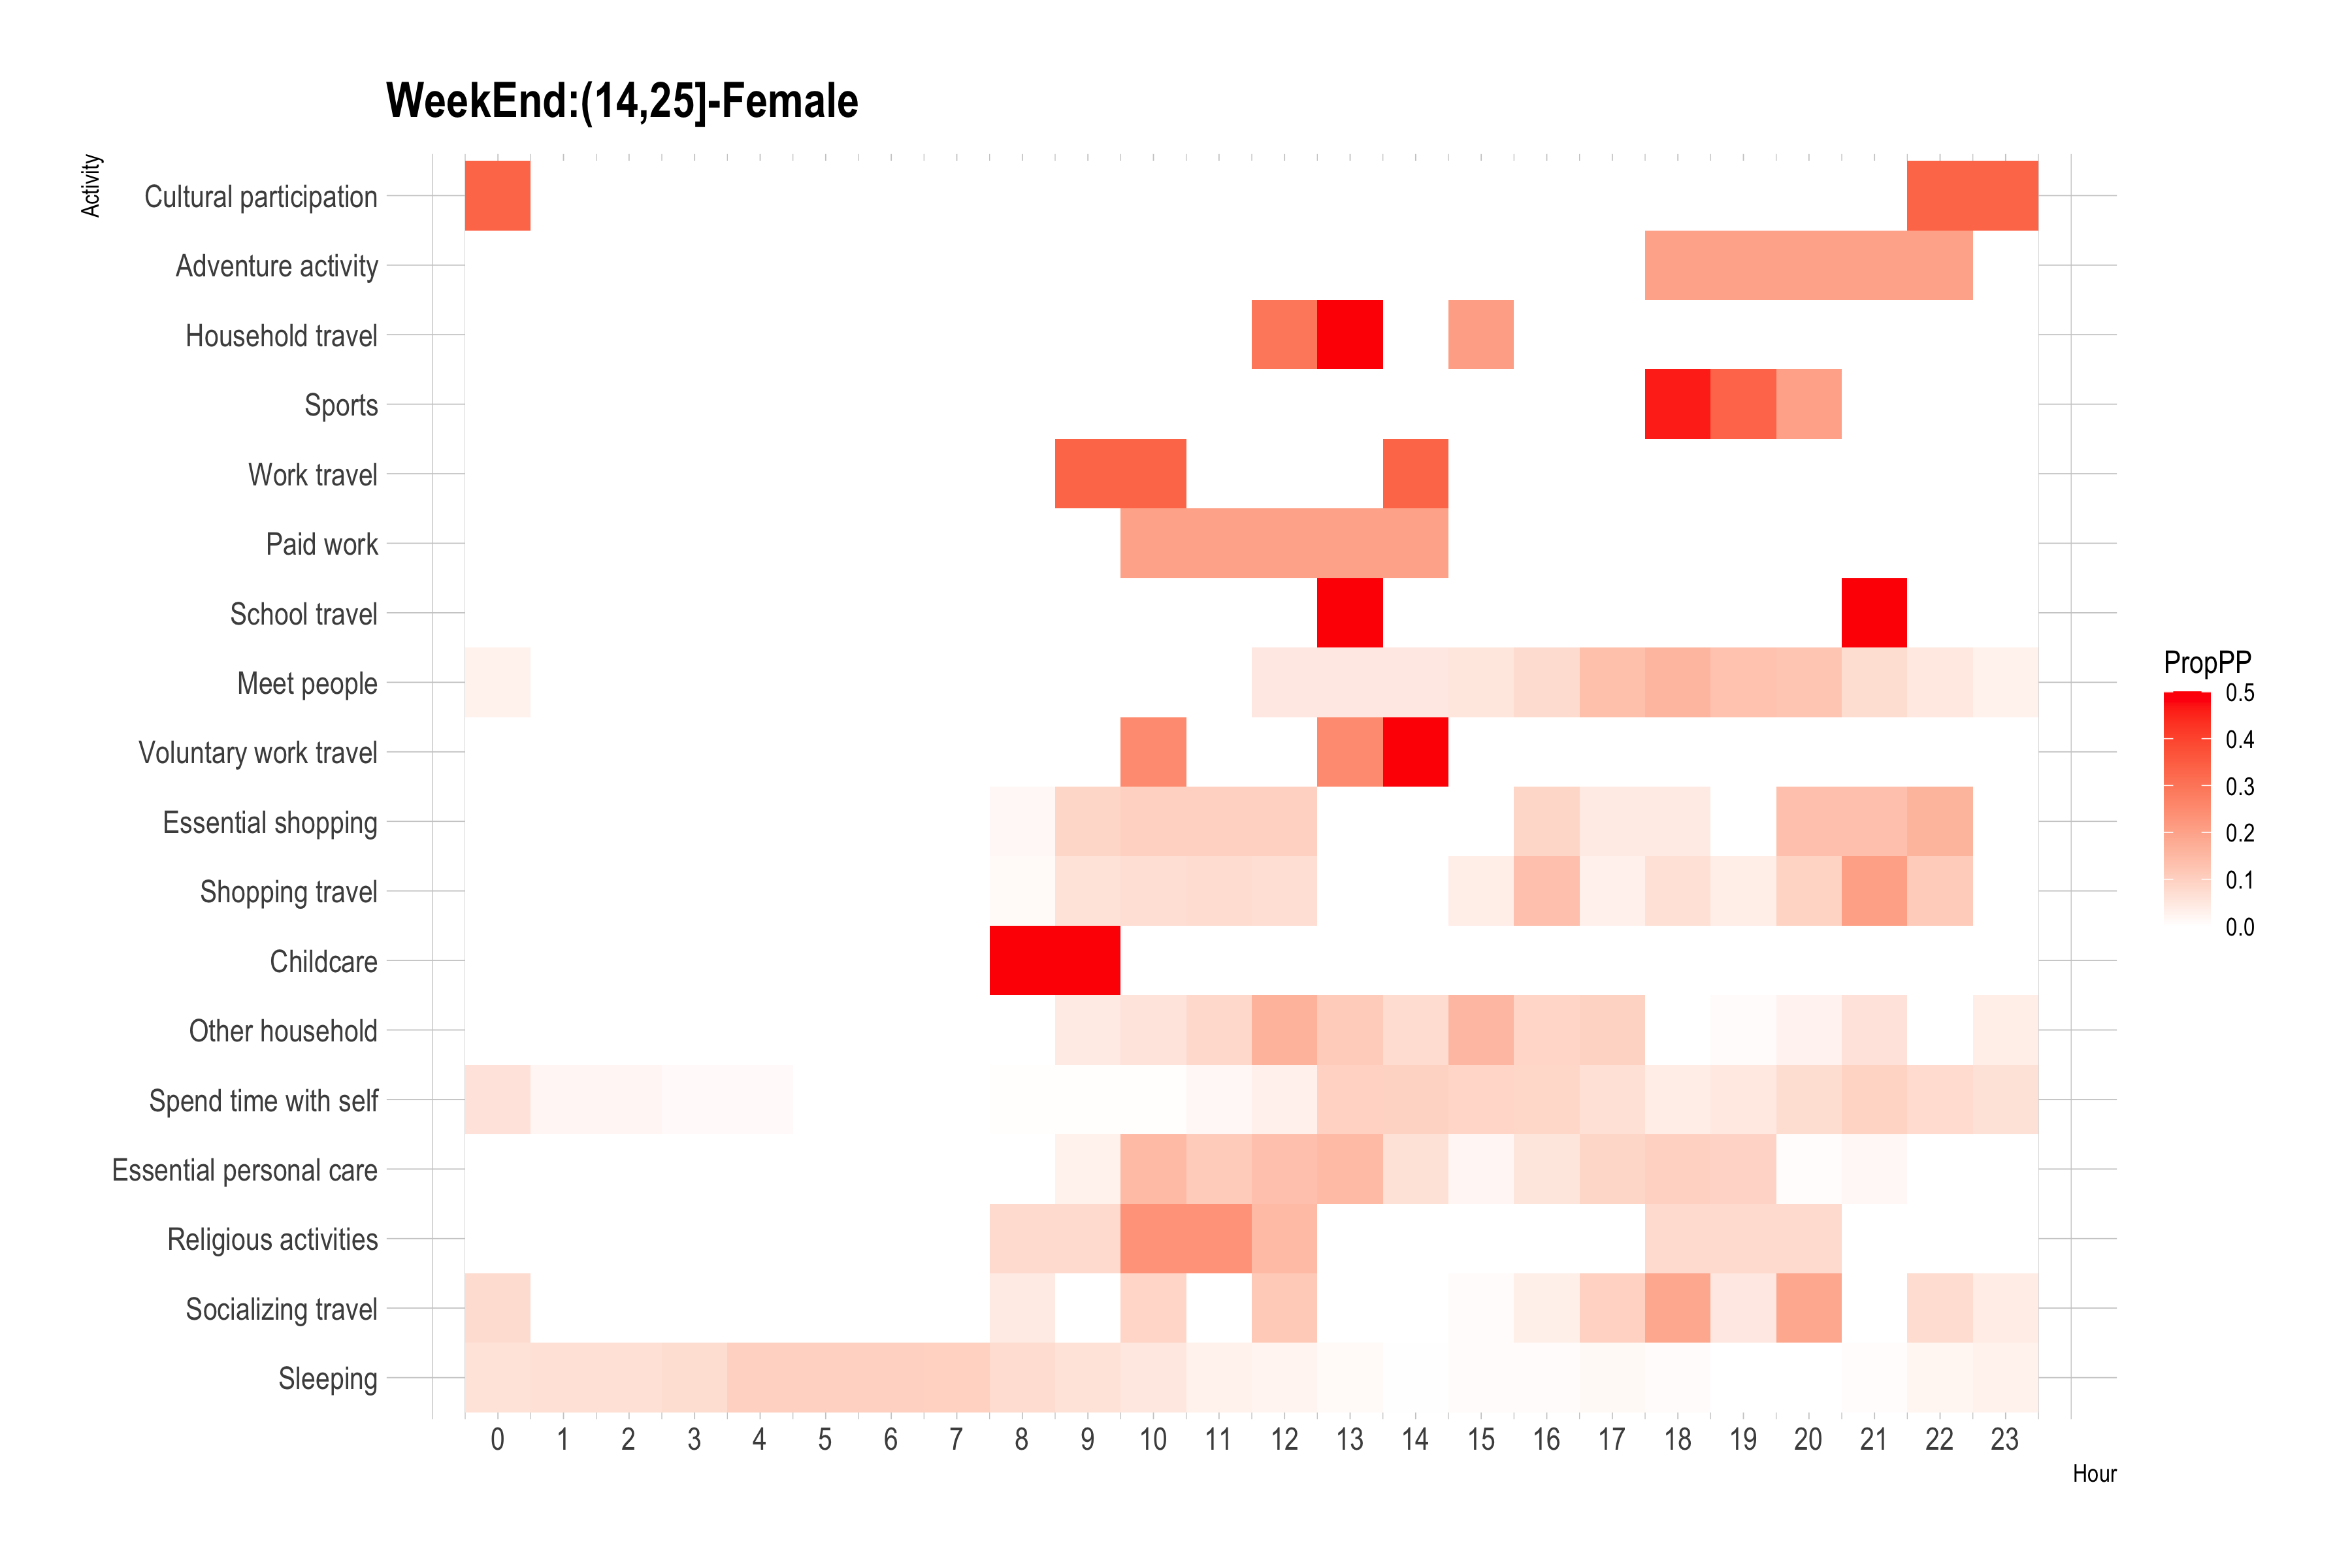 WeekEnd:(14,25]-Female
Activity
Cultural participation
Adventure activity
Household travel
Sports
Work travel
Paid work
School travel
Meet people
Voluntary work travel
Essential shopping
Shopping travel
Childcare
Other household
Spend time with self
Essential personal care
Religious activities
Socializing travel
Sleeping
0 1 2 3 4 5 6 7 8 9 10 11 12 13 14 15 16 17 18 19 20 21 22 23
Hour
PropPP
0.5
0.4
0.3
0.2
0.1
0.0